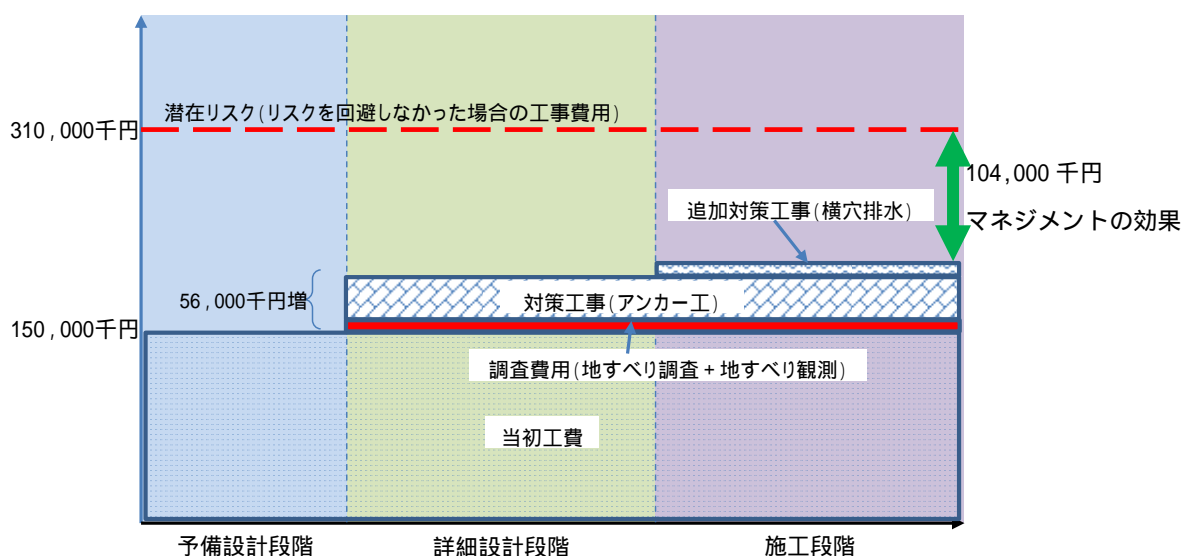 潜在リスク(リスクを回避しなかった場合の工事費用)
310,000千円
104,000 千円
マネジメントの効果
追加対策工事(横穴排水)
56,000千円増
対策工事(アンカー工)
150,000千円
調査費用(地すべり調査+地すべり観測)
当初工費
予備設計段階
詳細設計段階
施工段階